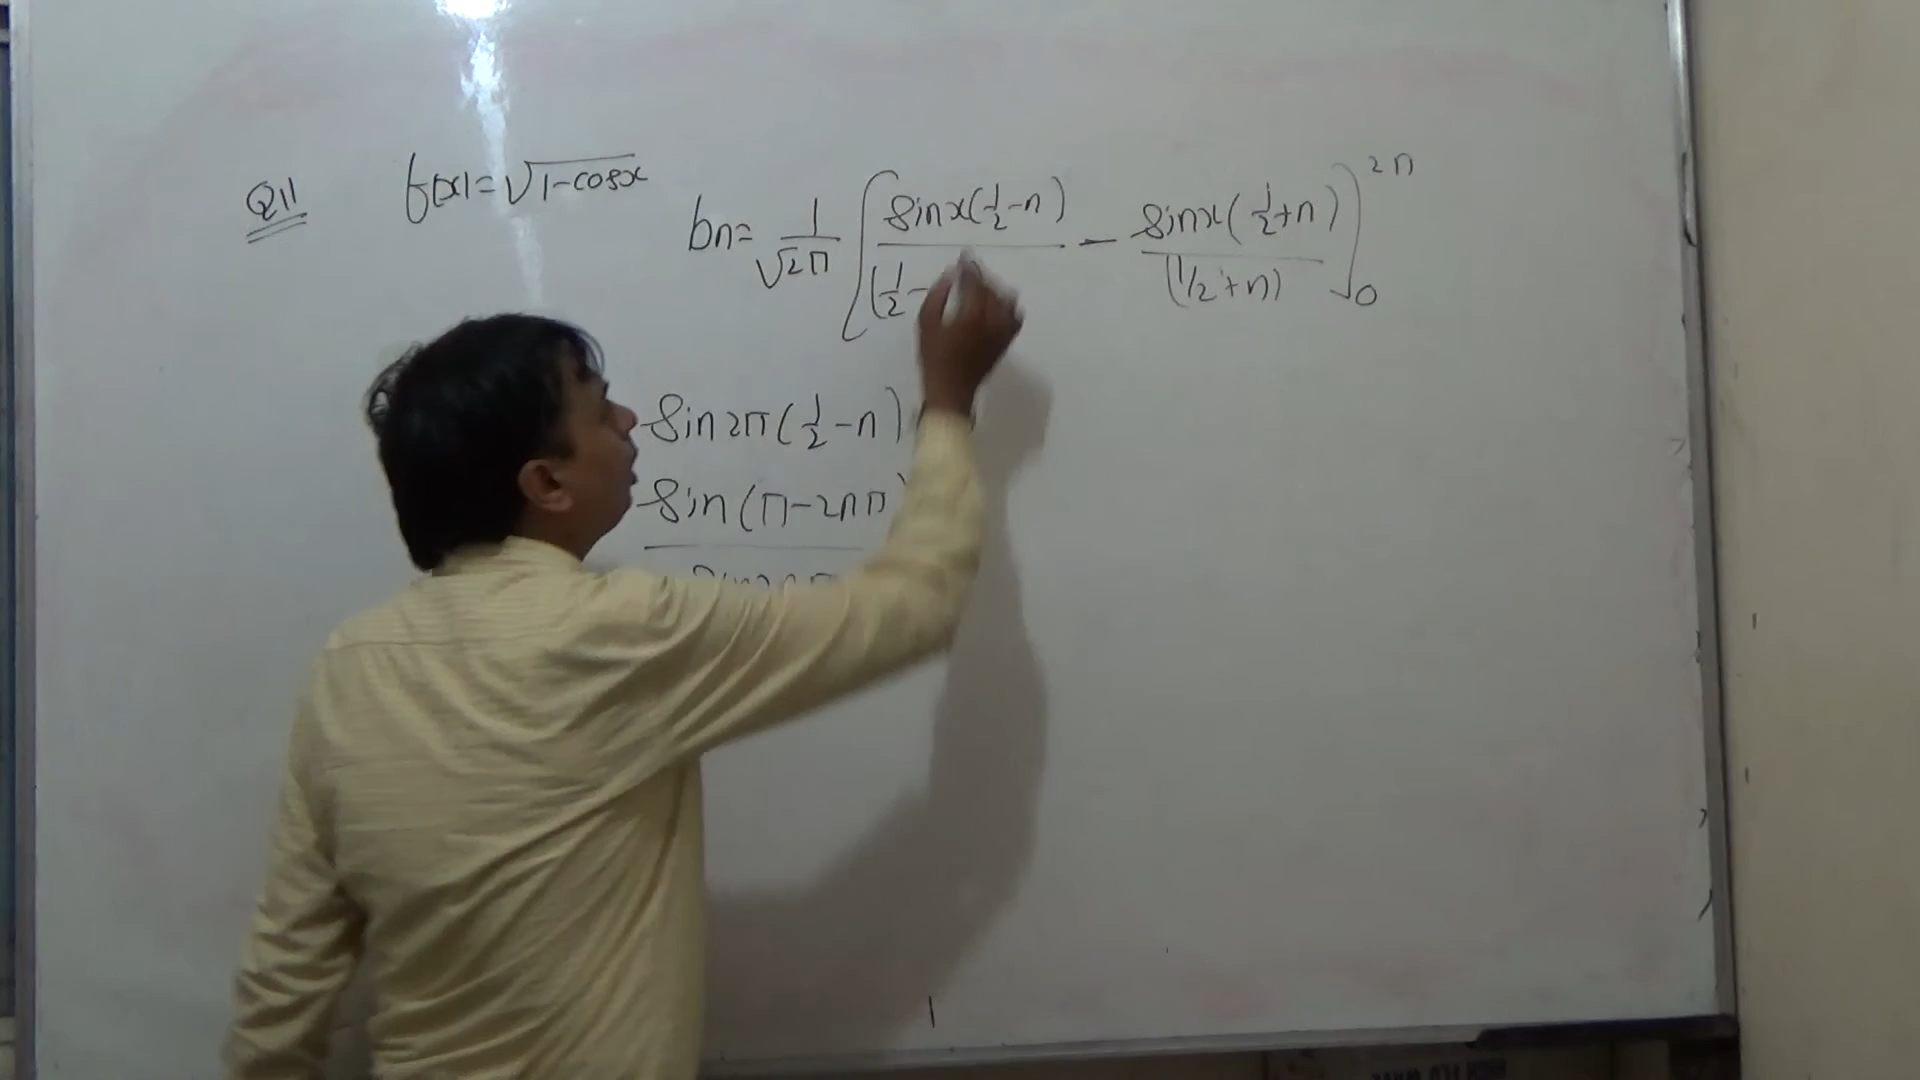 Q11
f(x) = √1-cosx
bn = 1/√2π [ sinx(1/2-n)/(1/2- - sinx(1/2+n)/(1/2+n) ]₀^2π
sin2π(1/2-n)
sin(π-2nπ)